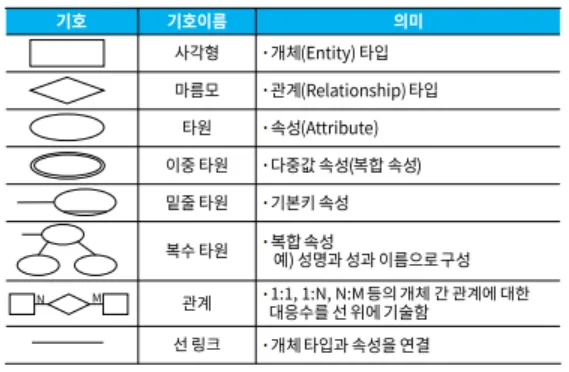 기호 기호이름 의미
사각형 · 개체(Entity) 타입
마름모 · 관계(Relationship) 타입
타원 · 속성(Attribute)
이중 타원 · 다중값 속성(복합 속성)
밑줄 타원 · 기본키 속성
복수 타원 · 복합 속성
예) 성명과 성과 이름으로 구성
N M 관계 · 1:1, 1:N, N:M 등의 개체 간 관계에 대한
대응수를 선 위에 기술함
선 링크 · 개체 타입과 속성을 연결